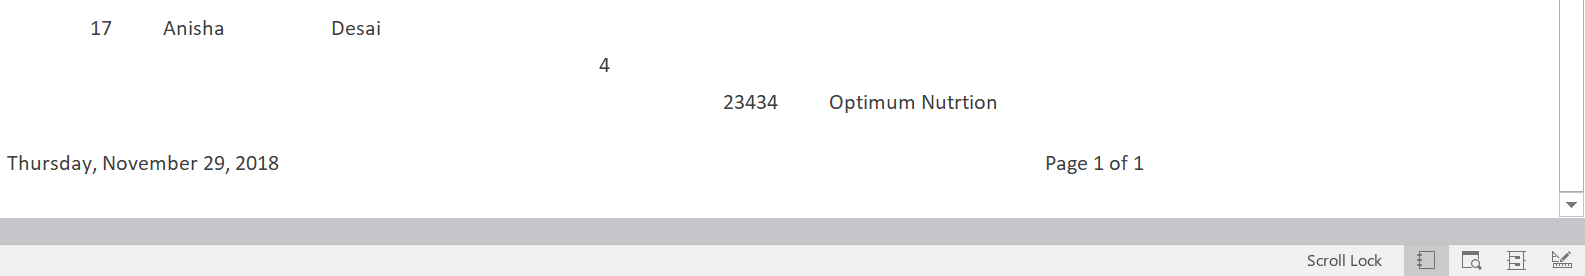 17 Anisha Desai
4
23434 Optimum Nutrtion
Thursday, November 29, 2018 Page 1 of 1
Scroll Lock